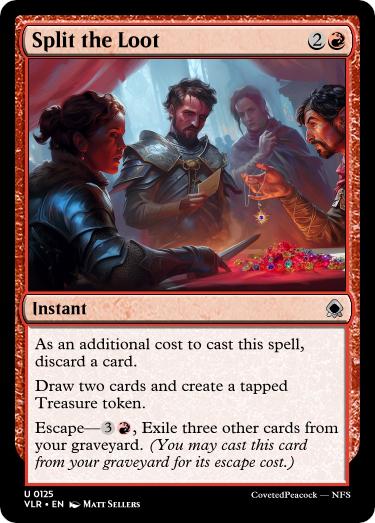 Split the Loot 2
Instant
As an additional cost to cast this spell,
discard a card.
Draw two cards and create a tapped
Treasure token.
Escape—3, Exile three other cards from
your graveyard. (You may cast this card
from your graveyard for its escape cost.)
U 0125
VLR • EN MATT SELLERS
CovetedPeacock — NFS